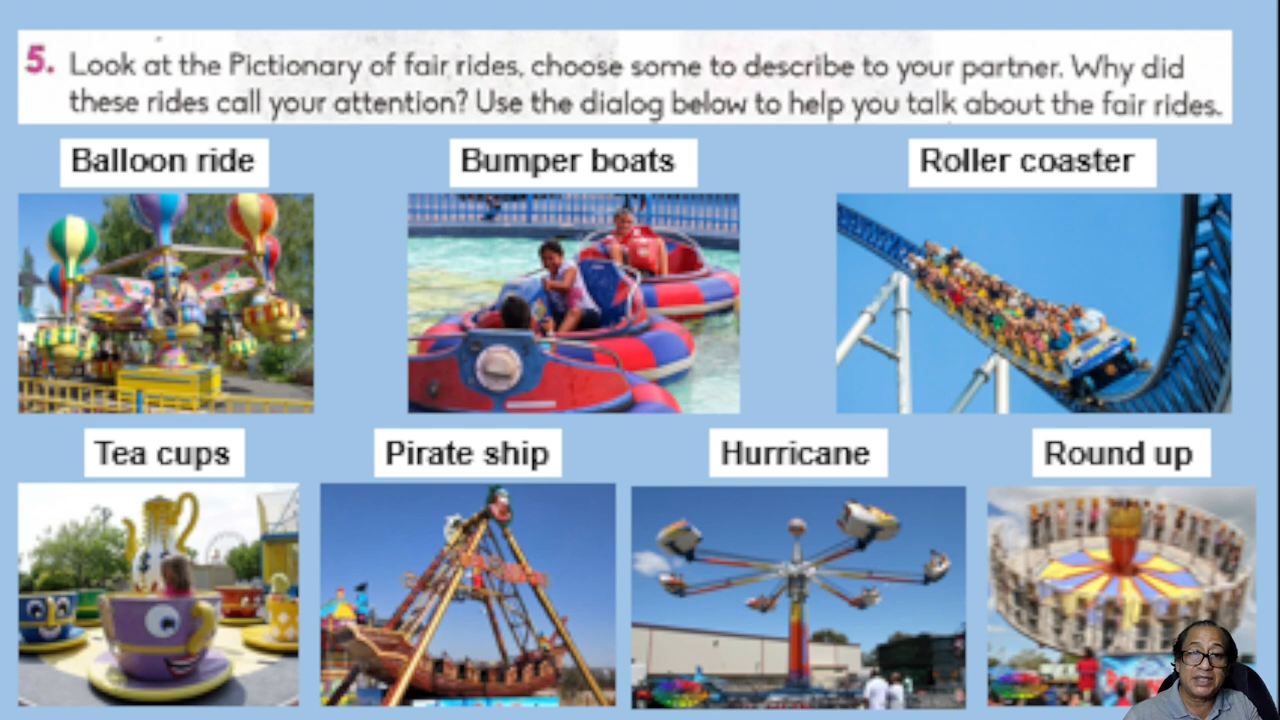 5. Look at the Pictionary of fair rides, choose some to describe to your partner. Why did
these rides call your attention? Use the dialog below to help you talk about the fair rides.
Balloon ride
Bumper boats
Roller coaster
Tea cups
Pirate ship
Hurricane
Round up